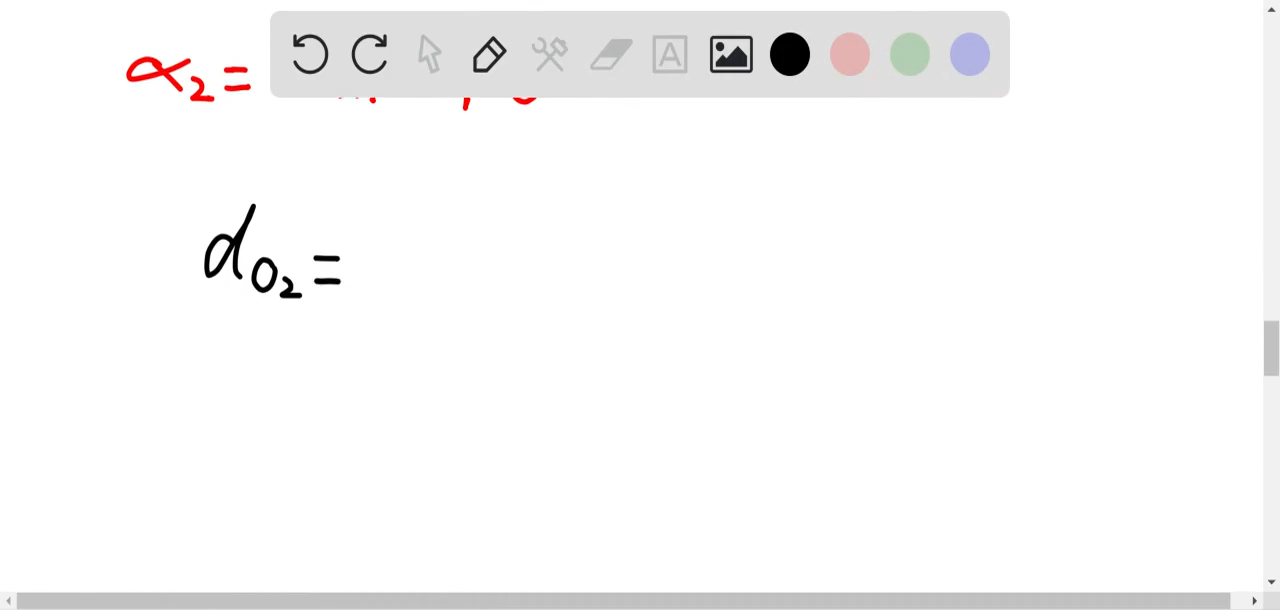 α₂ =
d_O₂ =